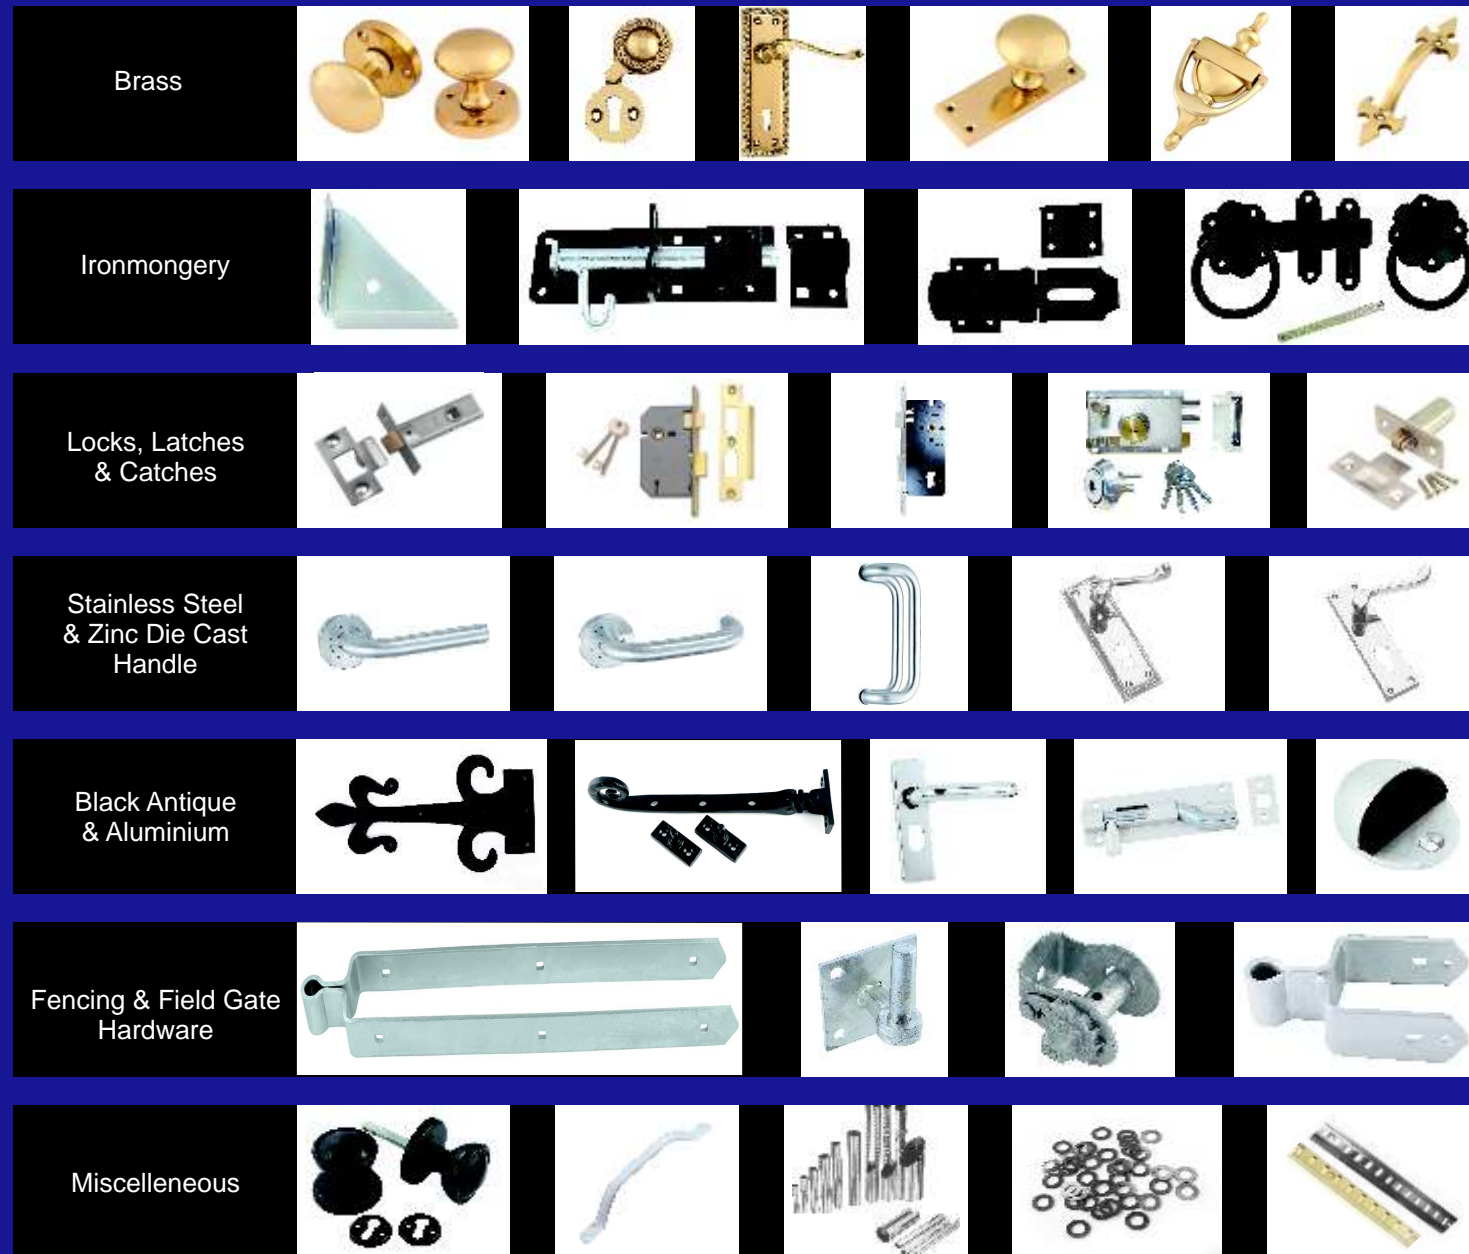 Brass
Ironmongery
Locks, Latches
& Catches
Stainless Steel
& Zinc Die Cast
Handle
Black Antique
& Aluminium
Fencing & Field Gate
Hardware
Miscelleneous